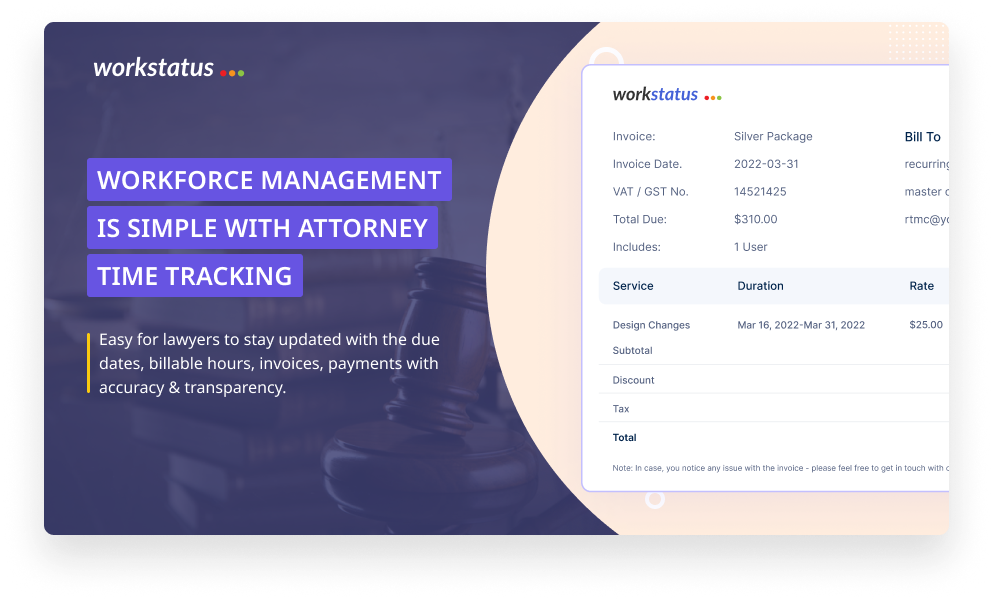 workstatus
WORKFORCE MANAGEMENT
IS SIMPLE WITH ATTORNEY
TIME TRACKING
Easy for lawyers to stay updated with the due
dates, billable hours, invoices, payments with
accuracy & transparency.
workstatus
Invoice: Silver Package Bill To
Invoice Date. 2022-03-31 recurring
VAT / GST No. 14521425 master
Total Due: $310.00
Includes: 1 User
Service Duration Rate
Design Changes Mar 16, 2022-Mar 31, 2022 $25.00
Subtotal
Discount
Tax
Total
Note: In case, you notice any issue with the invoice - please feel free to get in touch with